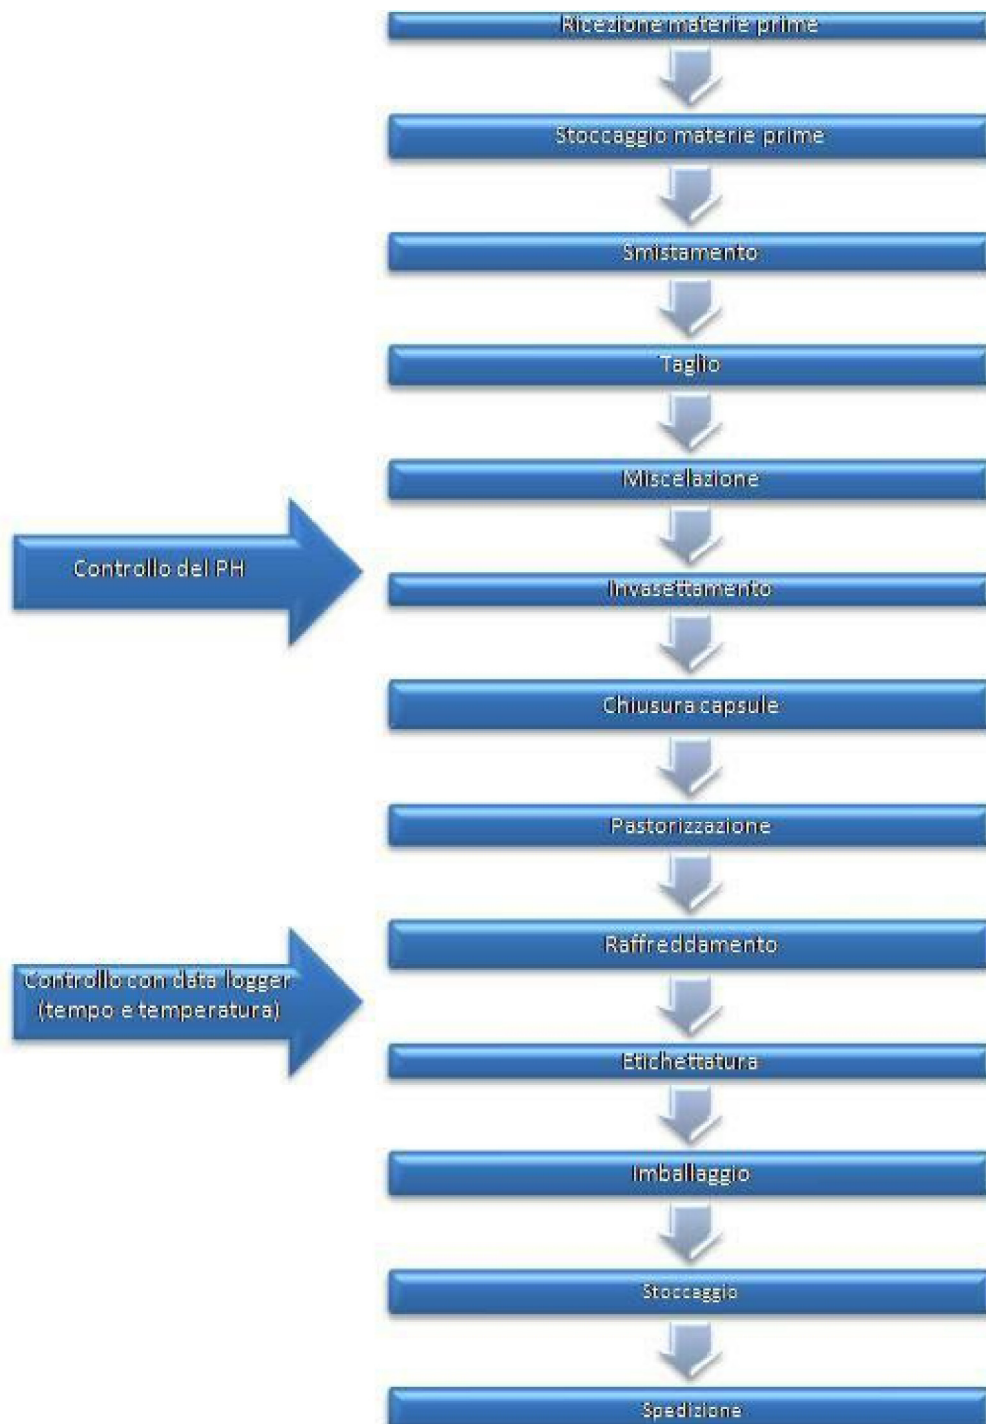 Ricezione materie prime
Stoccaggio materie prime
Smistamento
Taglio
Miscelazione
Controllo del PH
Invasettamento
Chiusura capsule
Pastorizzazione
Raffreddamento
Controllo con data logger
(tempo e temperatura)
Etichettatura
Imballaggio
Stoccaggio
Spedizione